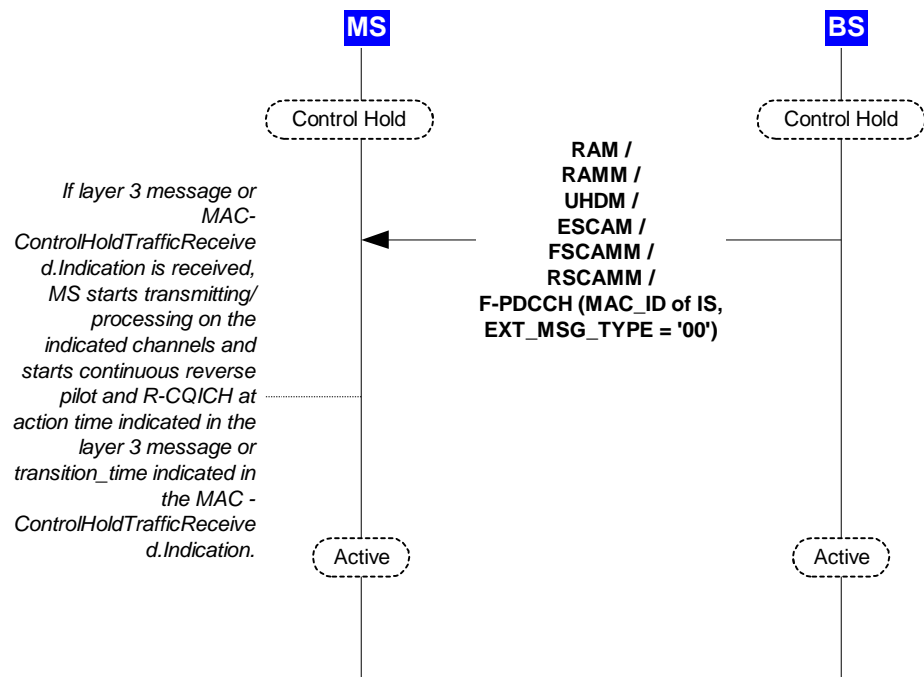 MS
BS
Control Hold
Control Hold
RAM /
RAMM /
UHDM /
ESCAM /
FSCAMM /
RSCAMM /
F-PDCCH (MAC_ID of IS,
EXT_MSG_TYPE = '00')
If layer 3 message or
MAC-
ControlHoldTrafficReceive
d.Indication is received,
MS starts transmitting/
processing on the
indicated channels and
starts continuous reverse
pilot and R-CQICH at
action time indicated in the
layer 3 message or
transition_time indicated in
the MAC -
ControlHoldTrafficReceive
d.Indication.
Active
Active